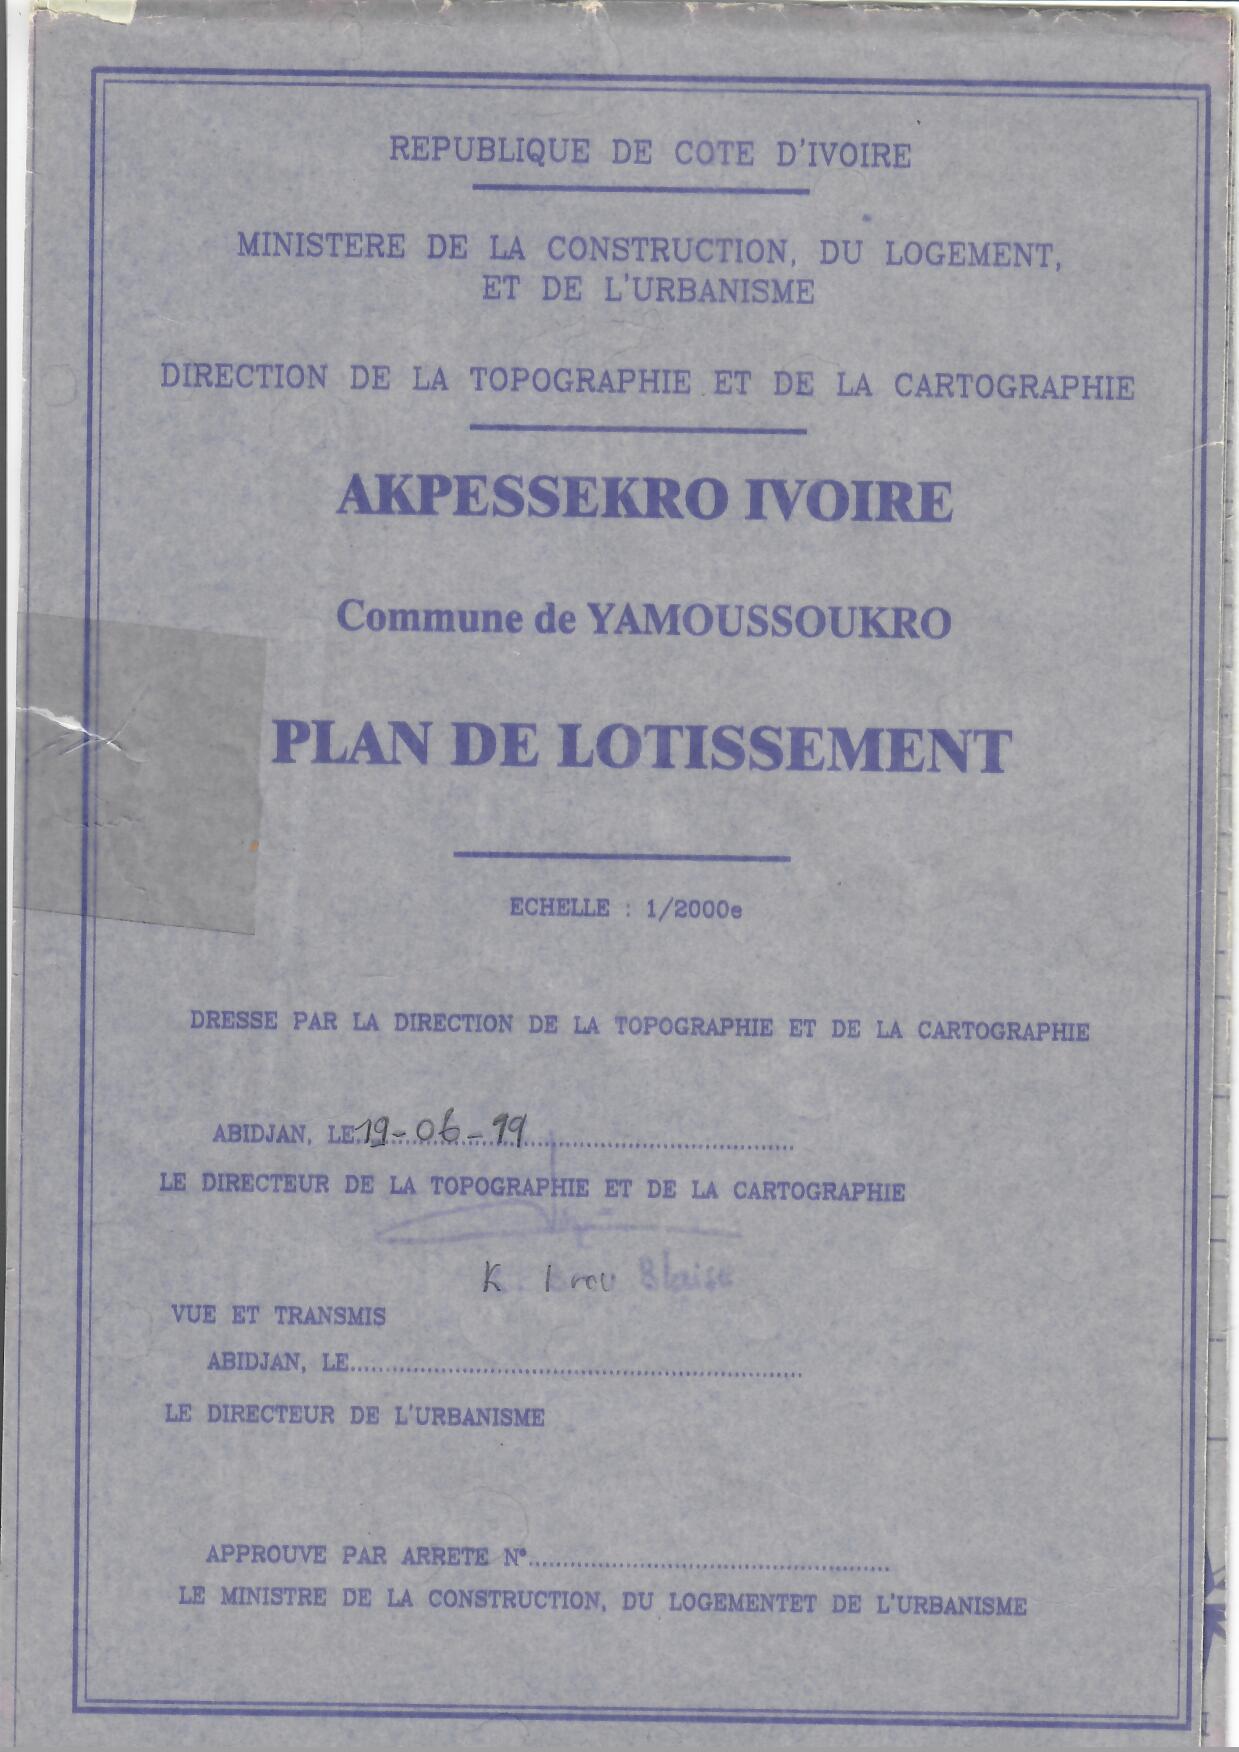 REPUBLIQUE DE COTE D'IVOIRE
MINISTERE DE LA CONSTRUCTION, DU LOGEMENT,
ET DE L'URBANISME
DIRECTION DE LA TOPOGRAPHIE ET DE LA CARTOGRAPHIE
AKPESSEKRO IVOIRE
Commune de YAMOUSSOUKRO
PLAN DE LOTISSEMENT
ECHELLE : 1/2000e
DRESSE PAR LA DIRECTION DE LA TOPOGRAPHIE ET DE LA CARTOGRAPHIE
ABIDJAN, LE 19-06-99
LE DIRECTEUR DE LA TOPOGRAPHIE ET DE LA CARTOGRAPHIE
K Blaise
VUE ET TRANSMIS
ABIDJAN, LE
LE DIRECTEUR DE L'URBANISME
APPROUVE PAR ARRETE N°
LE MINISTRE DE LA CONSTRUCTION, DU LOGEMENTET DE L'URBANISME